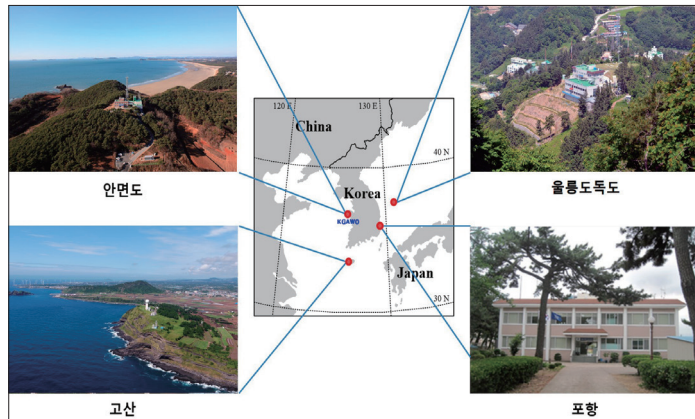 120 E
130 E
China
40 N
Korea
KGAWO
Japan
30 N
안면도
울릉도독도
고산
포항